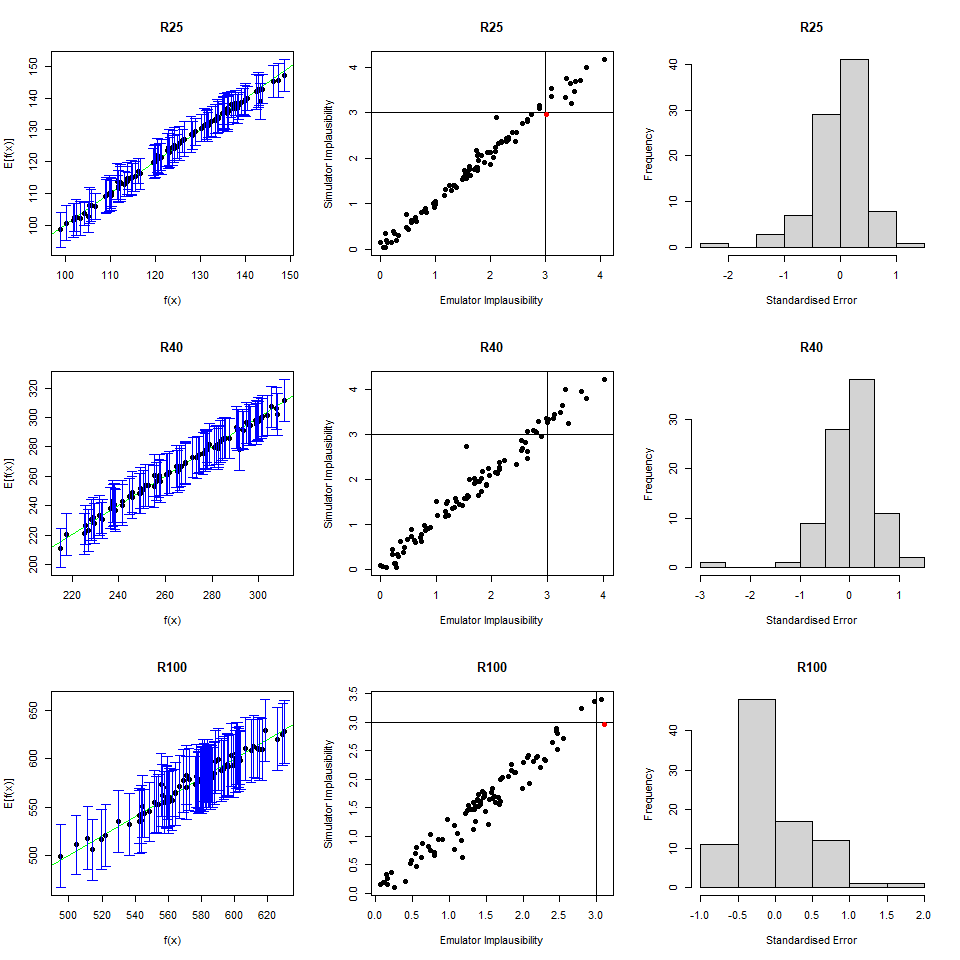 R25
R25
R25
150
140
130
120
110
100
E[f(x)]
100 110 120 130 140 150
f(x)
4
3
2
1
0
Simulator Implausibility
0 1 2 3 4
Emulator Implausibility
40
30
20
10
0
Frequency
-2 -1 0 1
Standardised Error
R40
R40
R40
320
300
280
260
240
220
200
E[f(x)]
220 240 260 280 300
f(x)
4
3
2
1
0
Simulator Implausibility
0 1 2 3 4
Emulator Implausibility
30
20
10
0
Frequency
-3 -2 -1 0 1
Standardised Error
R100
R100
R100
650
600
550
500
E[f(x)]
500 520 540 560 580 600 620
f(x)
3.5
3.0
2.5
2.0
1.5
1.0
0.5
0.0
Simulator Implausibility
0.0 0.5 1.0 1.5 2.0 2.5 3.0
Emulator Implausibility
40
30
20
10
0
Frequency
-1.0 -0.5 0.0 0.5 1.0 1.5 2.0
Standardised Error